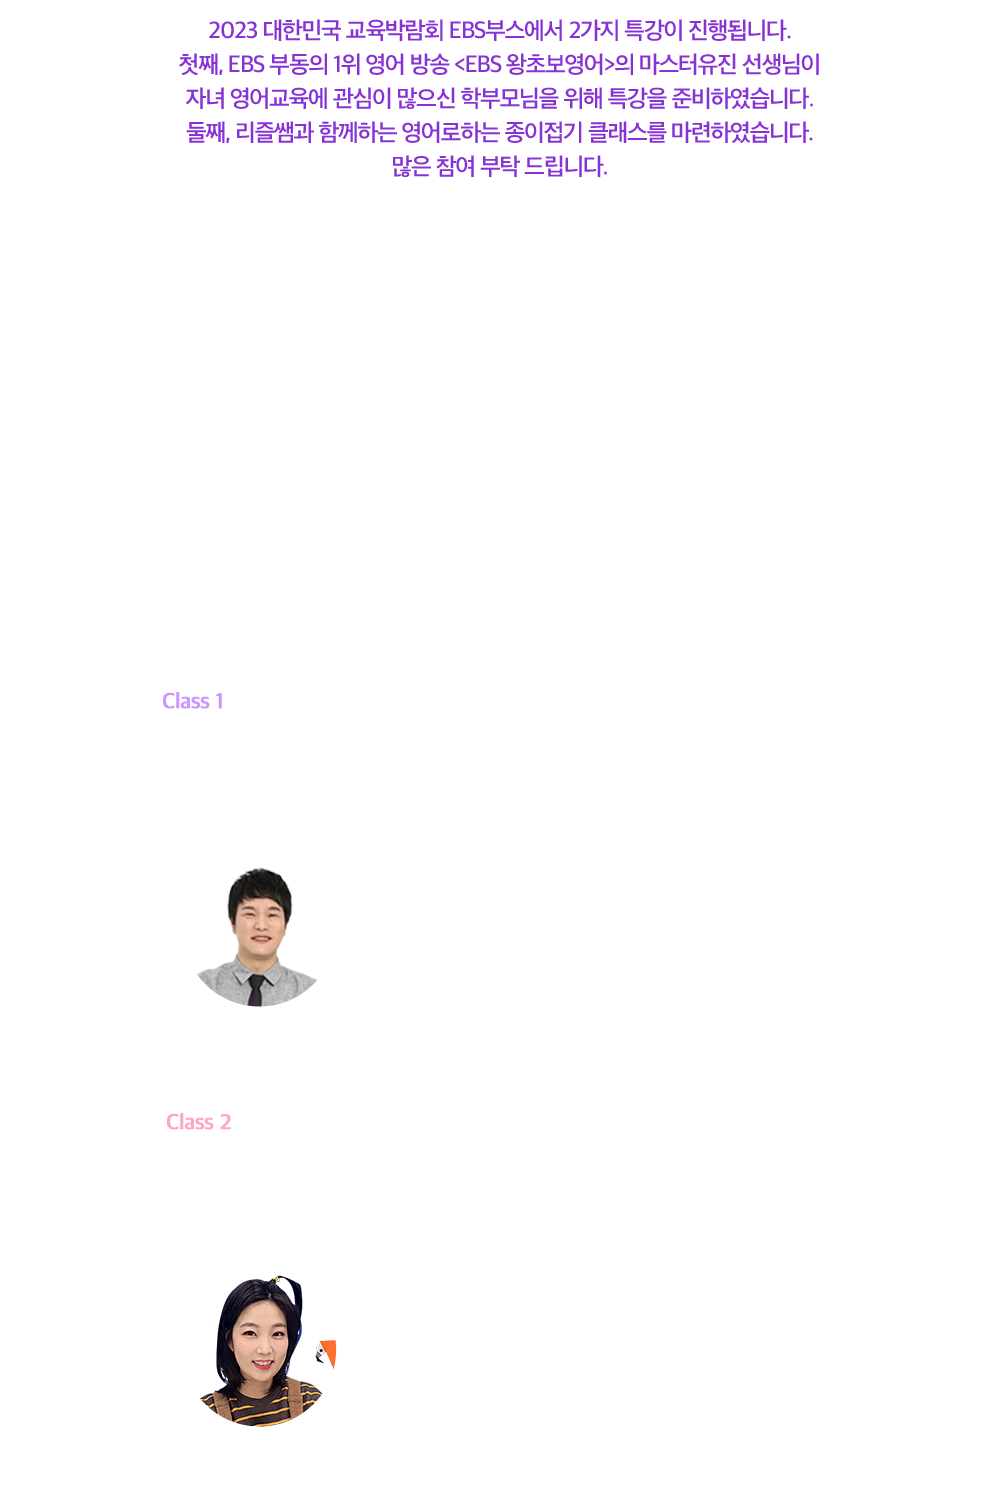 2023 대한민국 교육박람회 EBS부스에서 2가지 특강이 진행됩니다.
첫째, EBS 부동의 1위 영어 방송 <EBS 왕초보영어>의 마스터유진 선생님이
자녀 영어교육에 관심이 많으신 학부모님을 위해 특강을 준비하였습니다.
둘째, 리즐쌤과 함께하는 영어로하는 종이접기 클래스를 마련하였습니다.
많은 참여 부탁 드립니다.
Class 1
Class 2